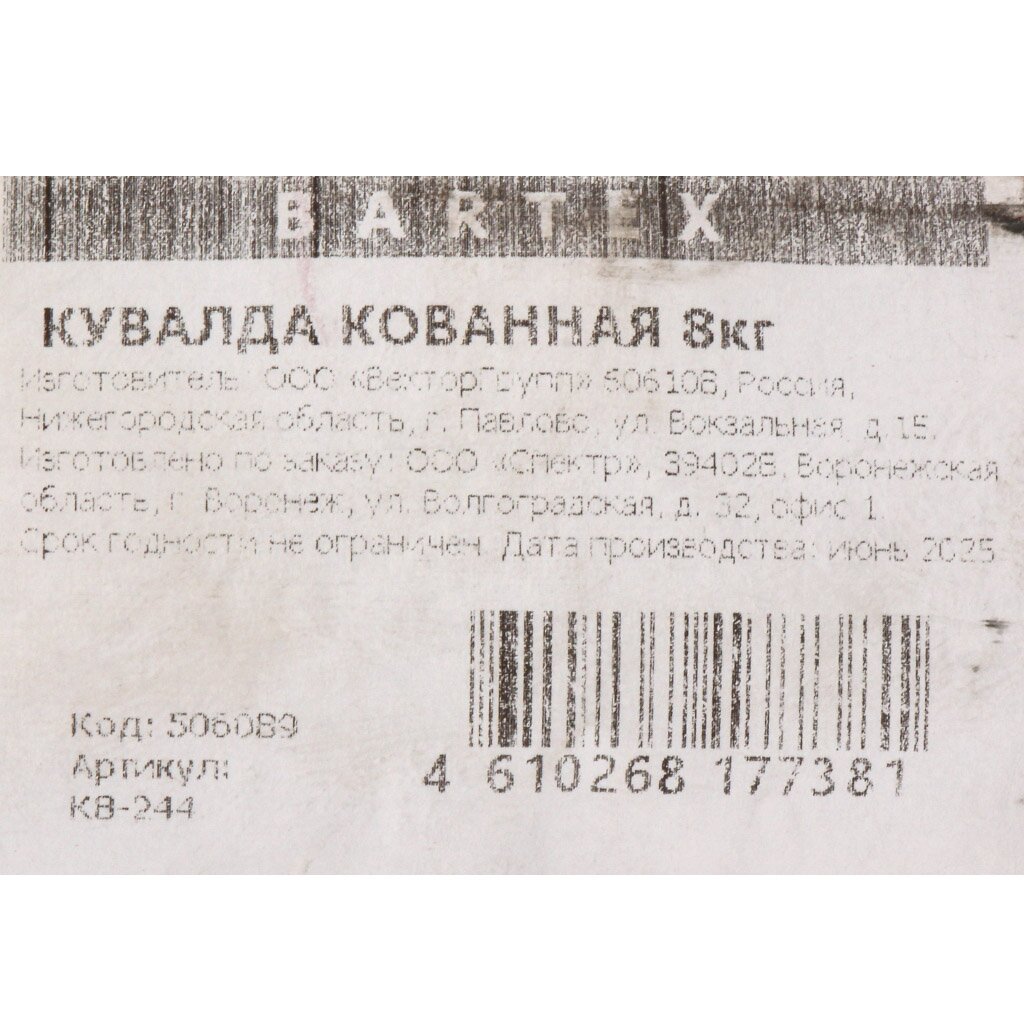 BARTEX
КУВАЛДА КОВАННАЯ 8кг
Изготовитель: ООО «ВекторГрупп» 606108, Россия,
Нижегородская область, г. Павлово, ул. Вокзальная, д.15.
Изготовлено по заказу: ООО «Спектр», 394028, Воронежская
область, г. Воронеж, ул. Волгоградская, д. 32, офис 1.
Срок годности не ограничен. Дата производства: июнь 2025
Код: 506089
Артикул:
КВ-244
4 610268 177381